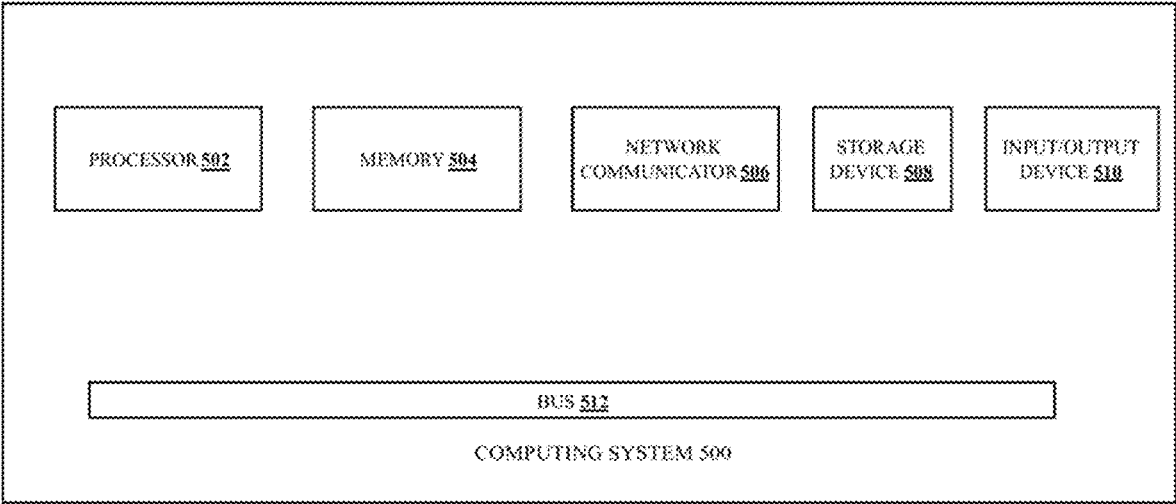 PROCESSOR 502
MEMORY 504
NETWORK
COMMUNICATOR 506
STORAGE
DEVICE 508
INPUT/OUTPUT
DEVICE 510
BUS 512
COMPUTING SYSTEM 500